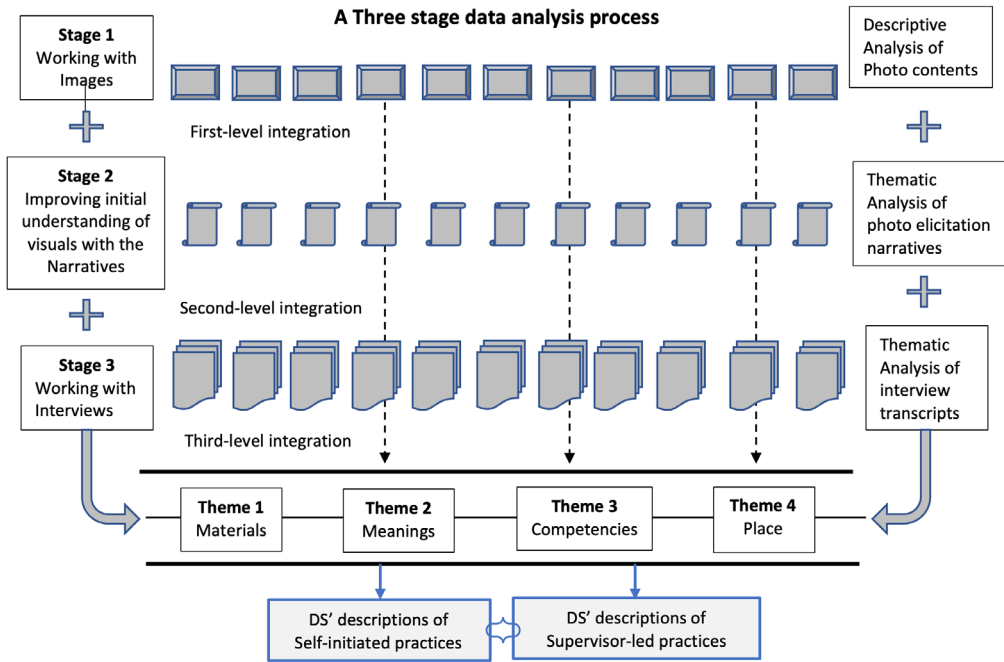 A Three stage data analysis process
Stage 1
Working with
Images
Descriptive
Analysis of
Photo contents
First-level integration
Stage 2
Improving initial
understanding of
visuals with the
Narratives
Thematic
Analysis of
photo elicitation
narratives
Second-level integration
Stage 3
Working with
Interviews
Thematic
Analysis of
interview
transcripts
Third-level integration
Theme 1
Materials
Theme 2
Meanings
Theme 3
Competencies
Theme 4
Place
DS’ descriptions of
Self-initiated practices
DS’ descriptions of
Supervisor-led practices